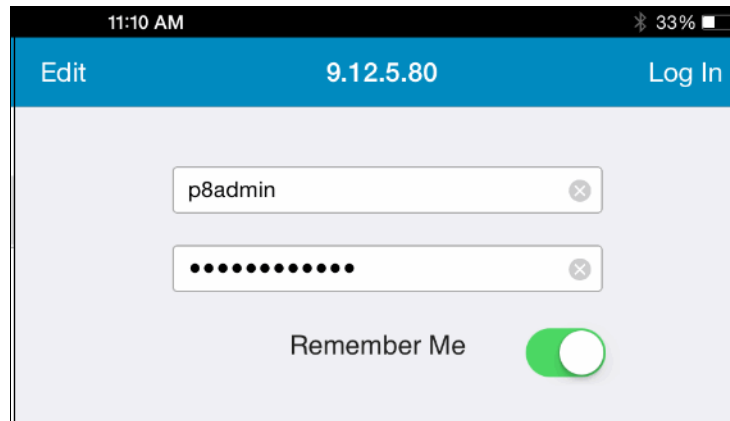 11:10 AM 33%
Edit 9.12.5.80 Log In
p8admin
••••••••••••
Remember Me